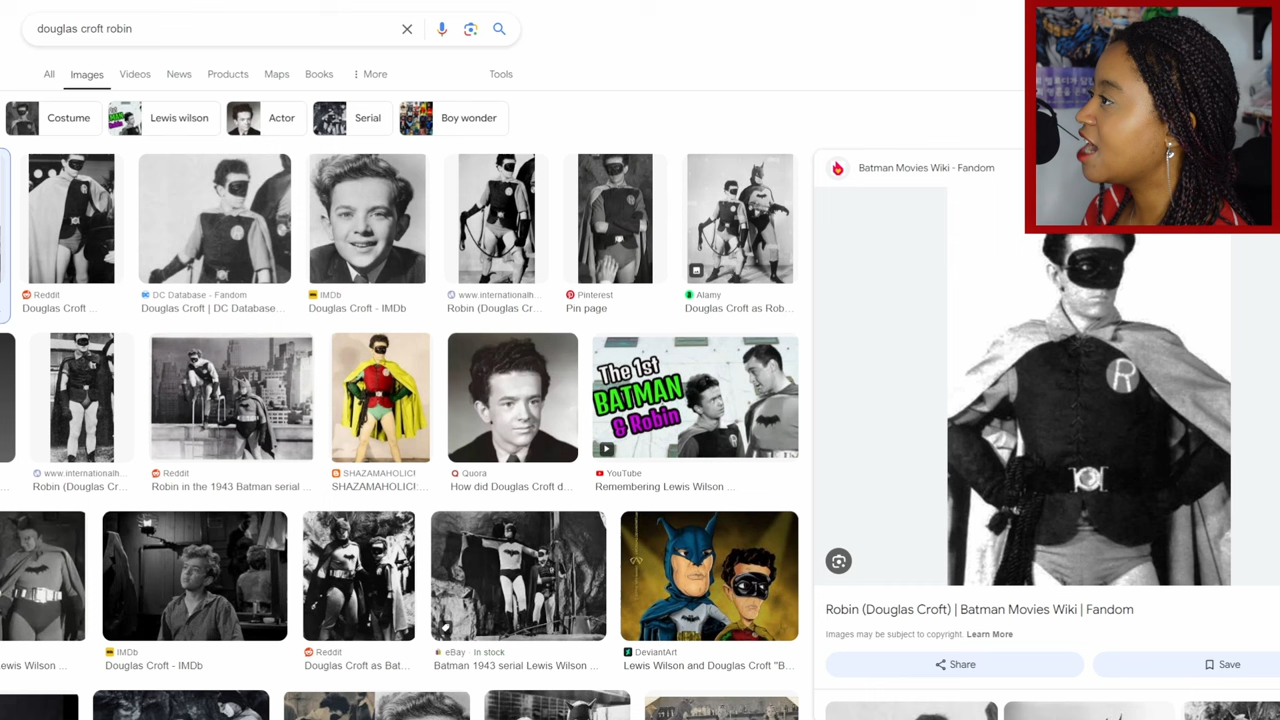 douglas croft robin
All Images Videos News Products Maps Books More Tools
Costume Lewis wilson Actor Serial Boy wonder
Batman Movies Wiki - Fandom
Reddit
Douglas Croft ...
DC Database - Fandom
Douglas Croft | DC Database...
IMDb
Douglas Croft - IMDb
www.internationalh...
Robin (Douglas Cr...
Pinterest
Pin page
Alamy
Douglas Croft as Rob...
R
The 1st
BATMAN
& Robin
www.internationalh...
Robin (Douglas Cr...
Reddit
Robin in the 1943 Batman serial ...
SHAZAMAHOLIC!
SHAZAMAHOLIC!:...
Quora
How did Douglas Croft d...
YouTube
Remembering Lewis Wilson ...
ewis Wilson ...
IMDb
Douglas Croft - IMDb
Reddit
Douglas Croft as Bat...
eBay · In stock
Batman 1943 serial Lewis Wilson ...
DeviantArt
Lewis Wilson and Douglas Croft "B...
Robin (Douglas Croft) | Batman Movies Wiki | Fandom
Images may be subject to copyright. Learn More
Share Save